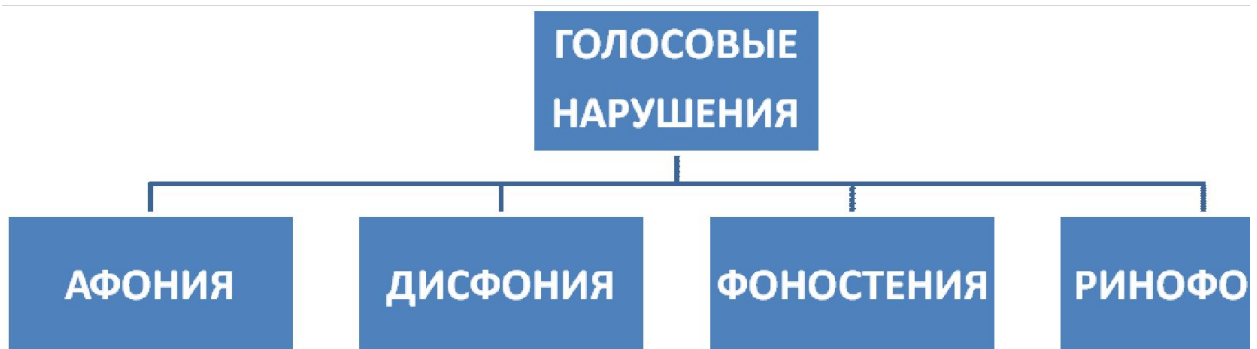 ГОЛОСОВЫЕ
НАРУШЕНИЯ
АФОНИЯ
ДИСФОНИЯ
ФОНОСТЕНИЯ
РИНОФО